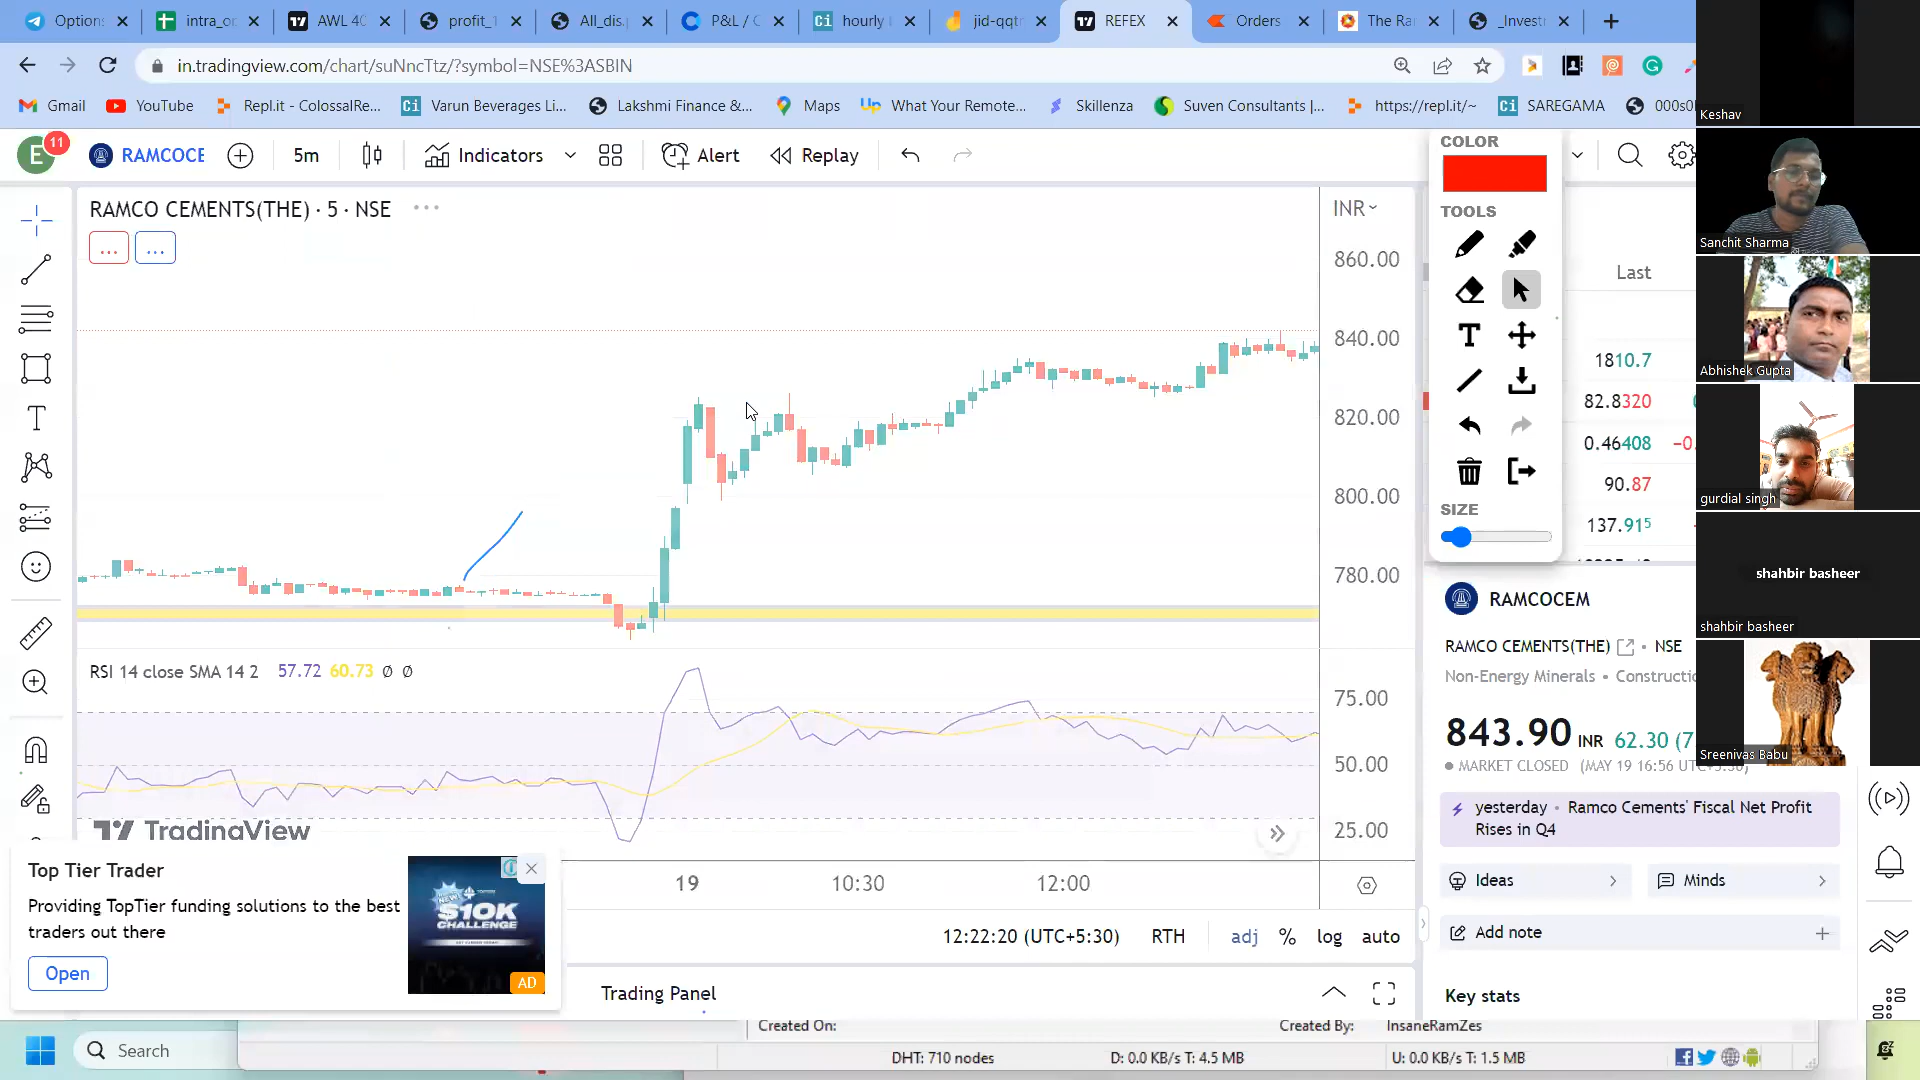 Options
intra_o
AWL 40
profit_1
All_dis
P&L / C
hourly
jid-qqtr
REFEX
Orders
The Ra
_Invest
in.tradingview.com/chart/suNncTtz/?symbol=NSE%3ASBIN
Gmail
YouTube
Repl.it - ColossalRe...
Varun Beverages Li...
Lakshmi Finance &...
Maps
What Your Remote...
Skillenza
Suven Consultants |...
https://repl.it/~
SAREGAMA
000s0
E
11
RAMCOCE
5m
Indicators
Alert
Replay
RAMCO CEMENTS(THE) · 5 · NSE
INR
860.00
840.00
820.00
800.00
780.00
RSI 14 close SMA 14 2 57.72 60.73 Ø Ø
75.00
50.00
25.00
TradingView
19
10:30
12:00
12:22:20 (UTC+5:30)
RTH
adj
%
log
auto
Trading Panel
Top Tier Trader
Providing TopTier funding solutions to the best
traders out there
Open
NEW
$10K
CHALLENGE
AD
COLOR
TOOLS
T
SIZE
Last
1810.7
82.8320
0.46408
90.87
137.915
RAMCOCEM
RAMCO CEMENTS(THE) • NSE
Non-Energy Minerals • Constructio
843.90 INR 62.30 (7
MARKET CLOSED (MAY 19 16:56 UTC+5:30)
yesterday • Ramco Cements' Fiscal Net Profit
Rises in Q4
Ideas
Minds
Add note
Key stats
Keshav
Sanchit Sharma
Abhishek Gupta
gurdial singh
shahbir basheer
shahbir basheer
Sreenivas Babu
Search
Created On:
Created By:
InsaneRamZes
DHT: 710 nodes
D: 0.0 KB/s T: 4.5 MB
U: 0.0 KB/s T: 1.5 MB